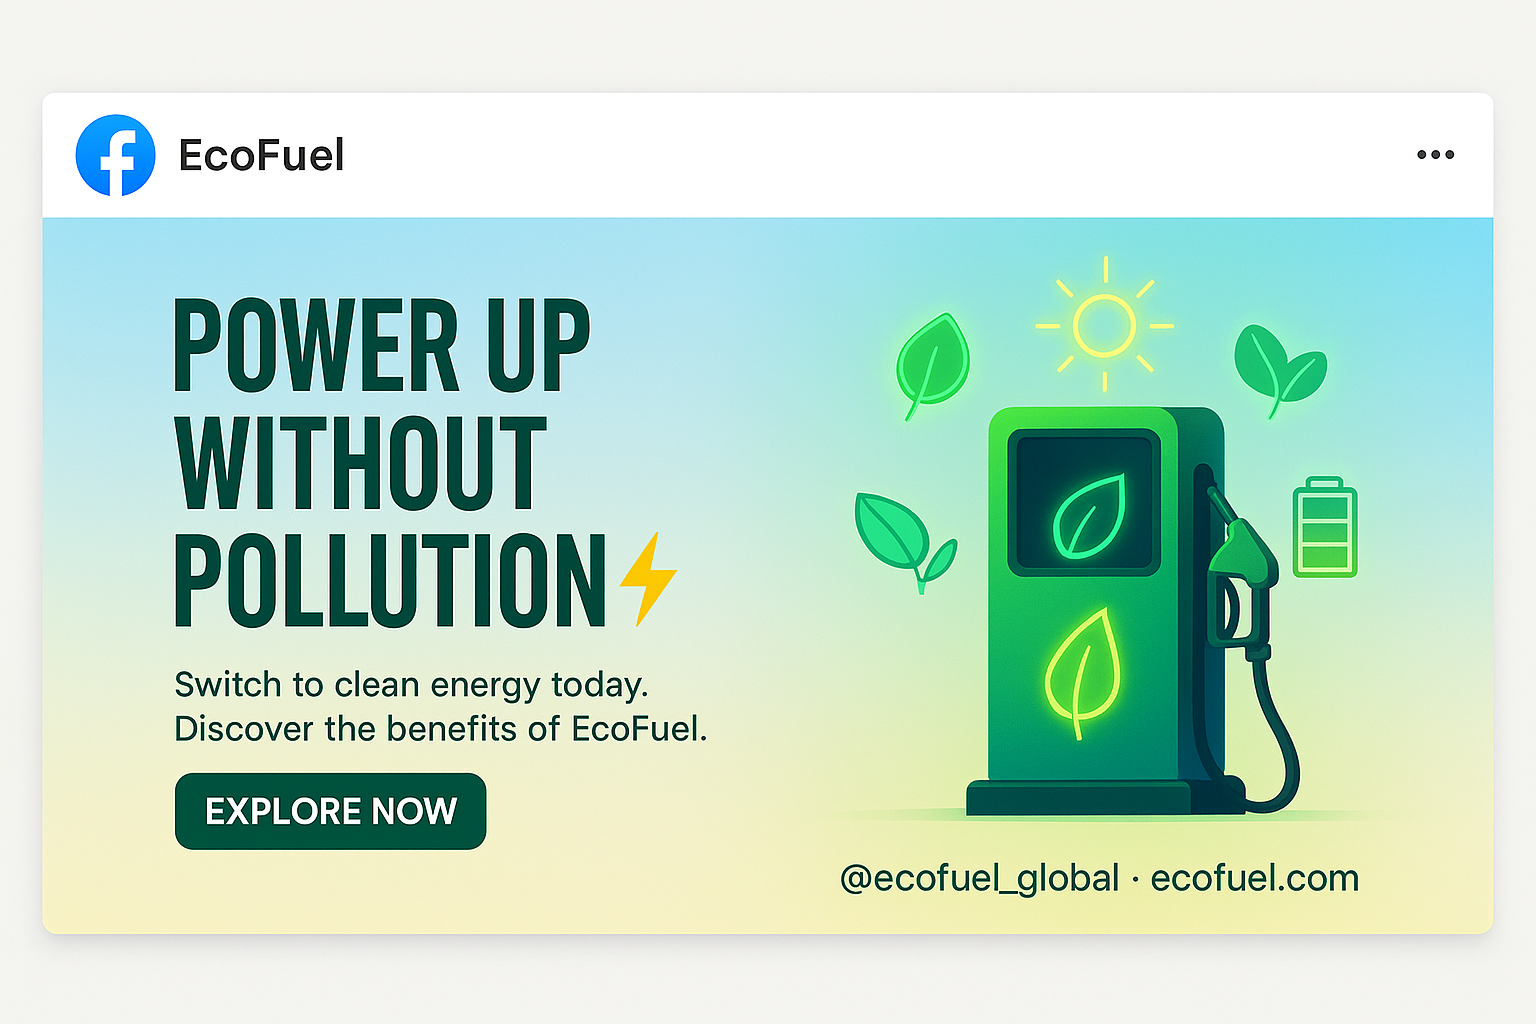 EcoFuel
POWER UP
WITHOUT
POLLUTION⚡
Switch to clean energy today.
Discover the benefits of EcoFuel.
EXPLORE NOW
@ecofuel_global · ecofuel.com